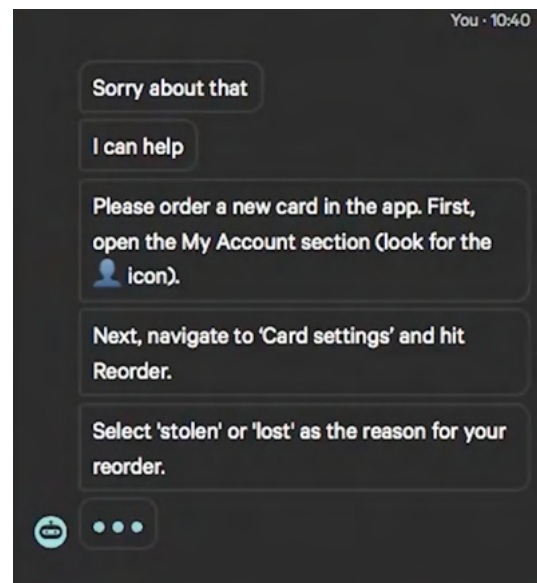 You · 10:40
Sorry about that
I can help
Please order a new card in the app. First,
open the My Account section (look for the
👤 icon).
Next, navigate to ‘Card settings’ and hit
Reorder.
Select 'stolen' or 'lost' as the reason for your
reorder.